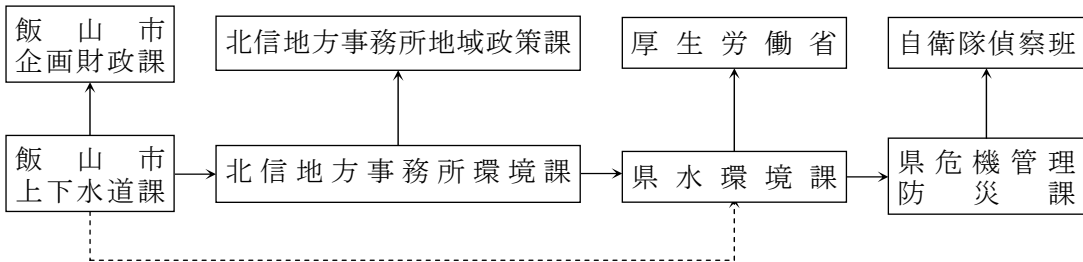 飯山市
企画財政課
北信地方事務所地域政策課
厚生労働省
自衛隊偵察班
飯山市
上下水道課
北信地方事務所環境課
県水環境課
県危機管理
防災課